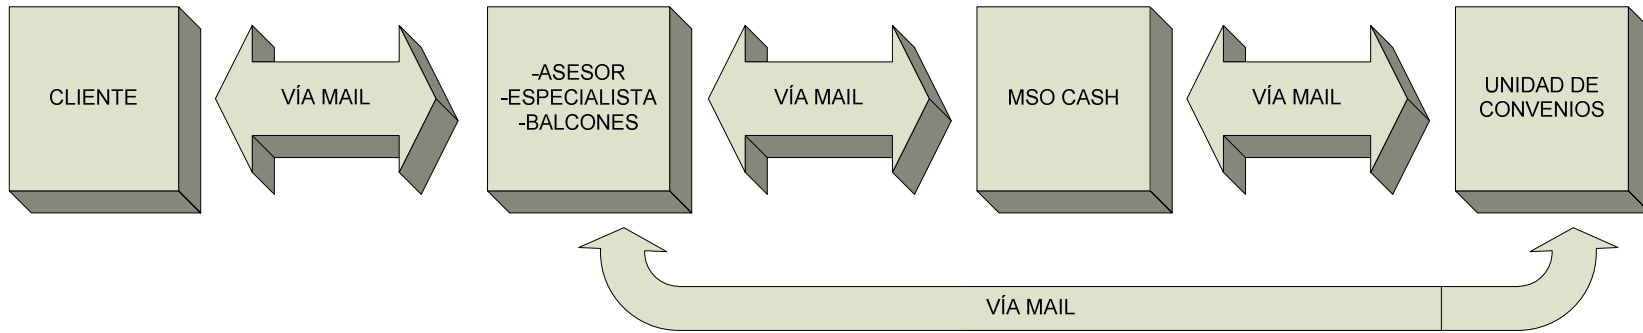 CLIENTE
VÍA MAIL
-ASESOR
-ESPECIALISTA
-BALCONES
VÍA MAIL
MSO CASH
VÍA MAIL
UNIDAD DE
CONVENIOS
VÍA MAIL